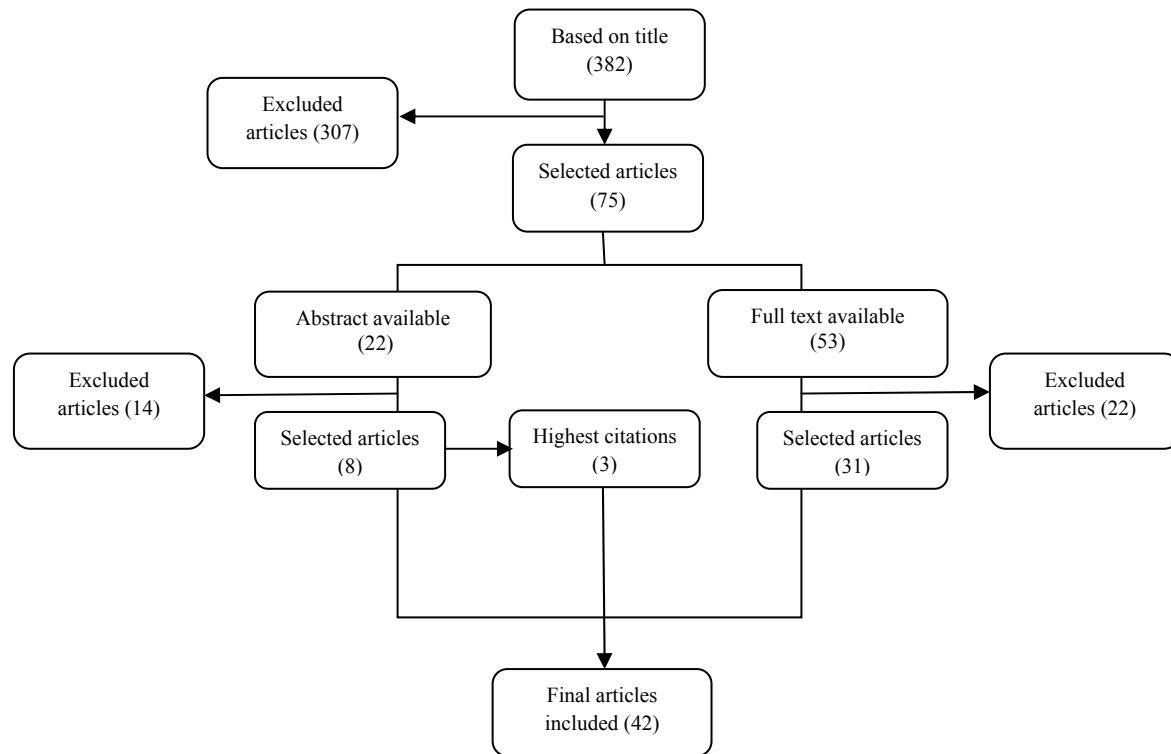 Based on title
(382)
Excluded
articles (307)
Selected articles
(75)
Abstract available
(22)
Full text available
(53)
Excluded
articles (14)
Excluded
articles (22)
Selected articles
(8)
Highest citations
(3)
Selected articles
(31)
Final articles
included (42)